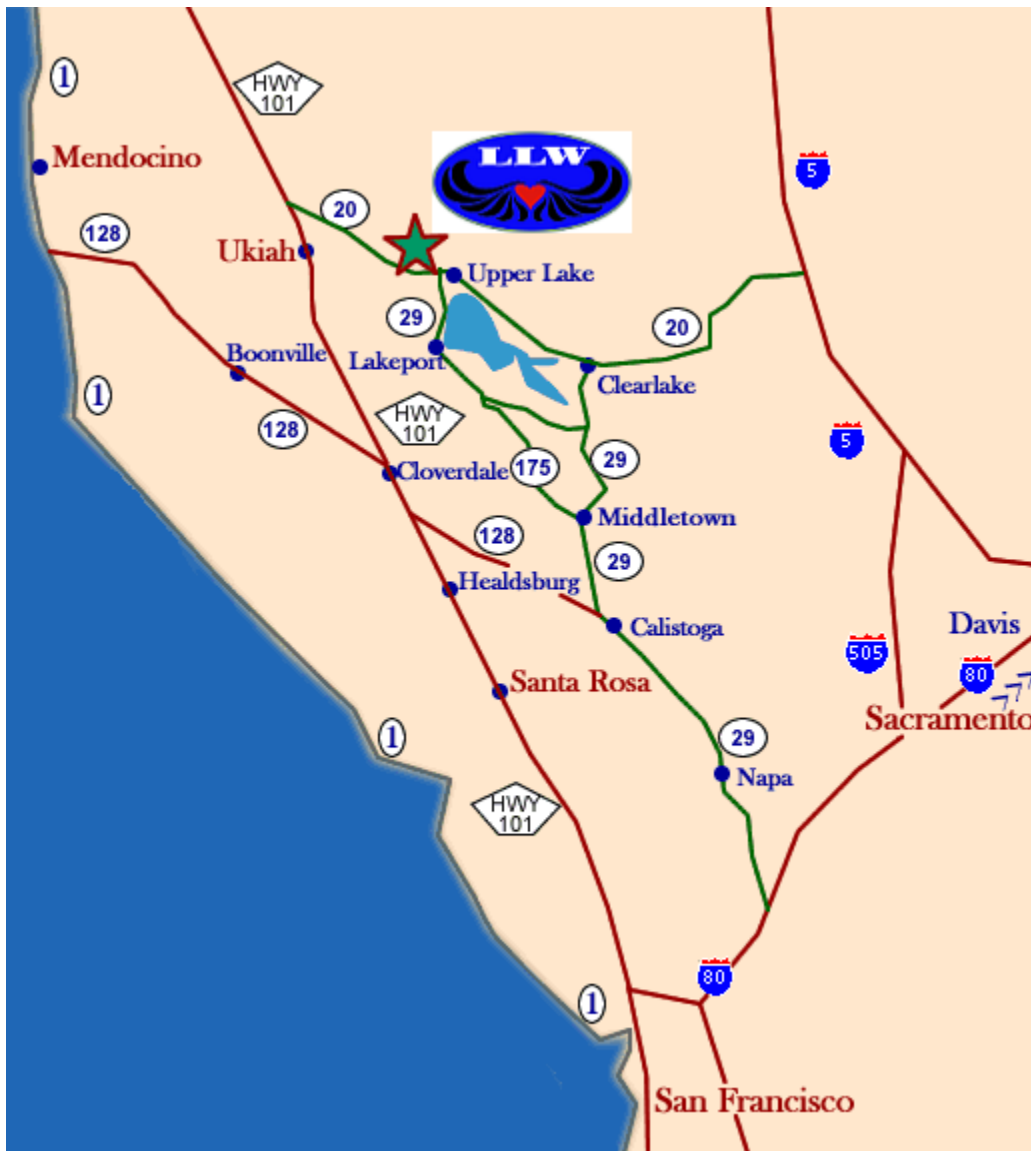 1
HWY
101
LLW
Mendocino
5
20
128
Ukiah
Upper Lake
29
20
Boonville
Lakeport
Clearlake
1
HWY
101
5
128
Cloverdale
175
29
Middletown
128
29
Healdsburg
Calistoga
Davis
505
80
Santa Rosa
Sacramento
1
29
Napa
HWY
101
80
1
San Francisco